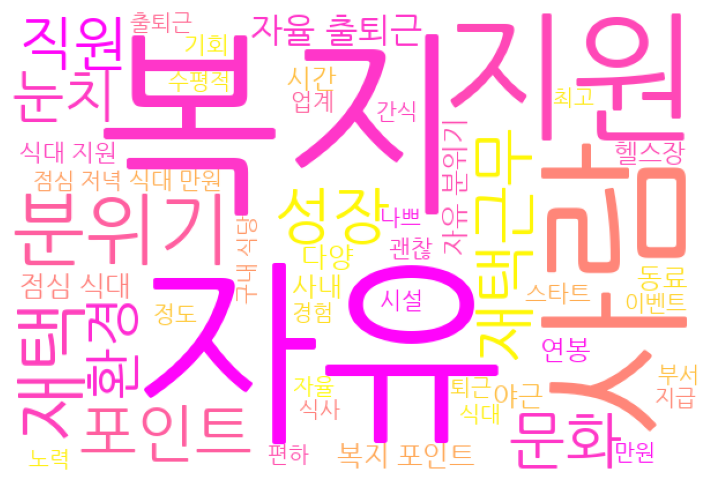 출퇴근
직원
자율 출퇴근
기회
복지
지원
눈치
수평적
시간
업계
간식
최고
식대 지원
헬스장
점심 저녁 식대 만원
자유 분위기
재택근무
사람
분위기
성장
나쁘
괜찮
구내 식당
다양
점심 식대
사내
동료
스타트
이벤트
재택
환경
자유
시설
정도
경험
연봉
부서
지급
자율
퇴근
야근
식대
식사
포인트
문화
만원
노력
편하
복지 포인트